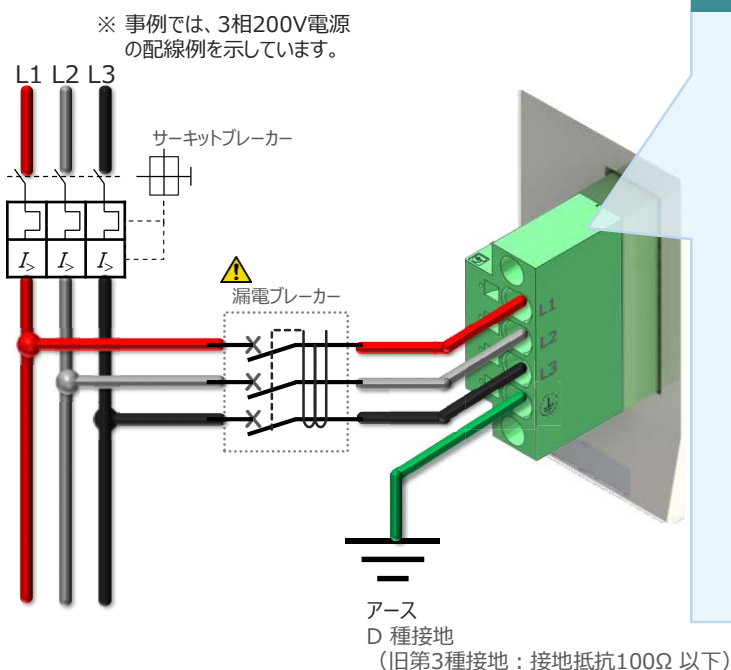 ※ 事例では、3相200V電源
の配線例を示しています。
L1 L2 L3
サーキットブレーカー
I> I> I>
漏電ブレーカー
L1
L2
L3
アース
D 種接地
（旧第3種接地：接地抵抗100Ω 以下）